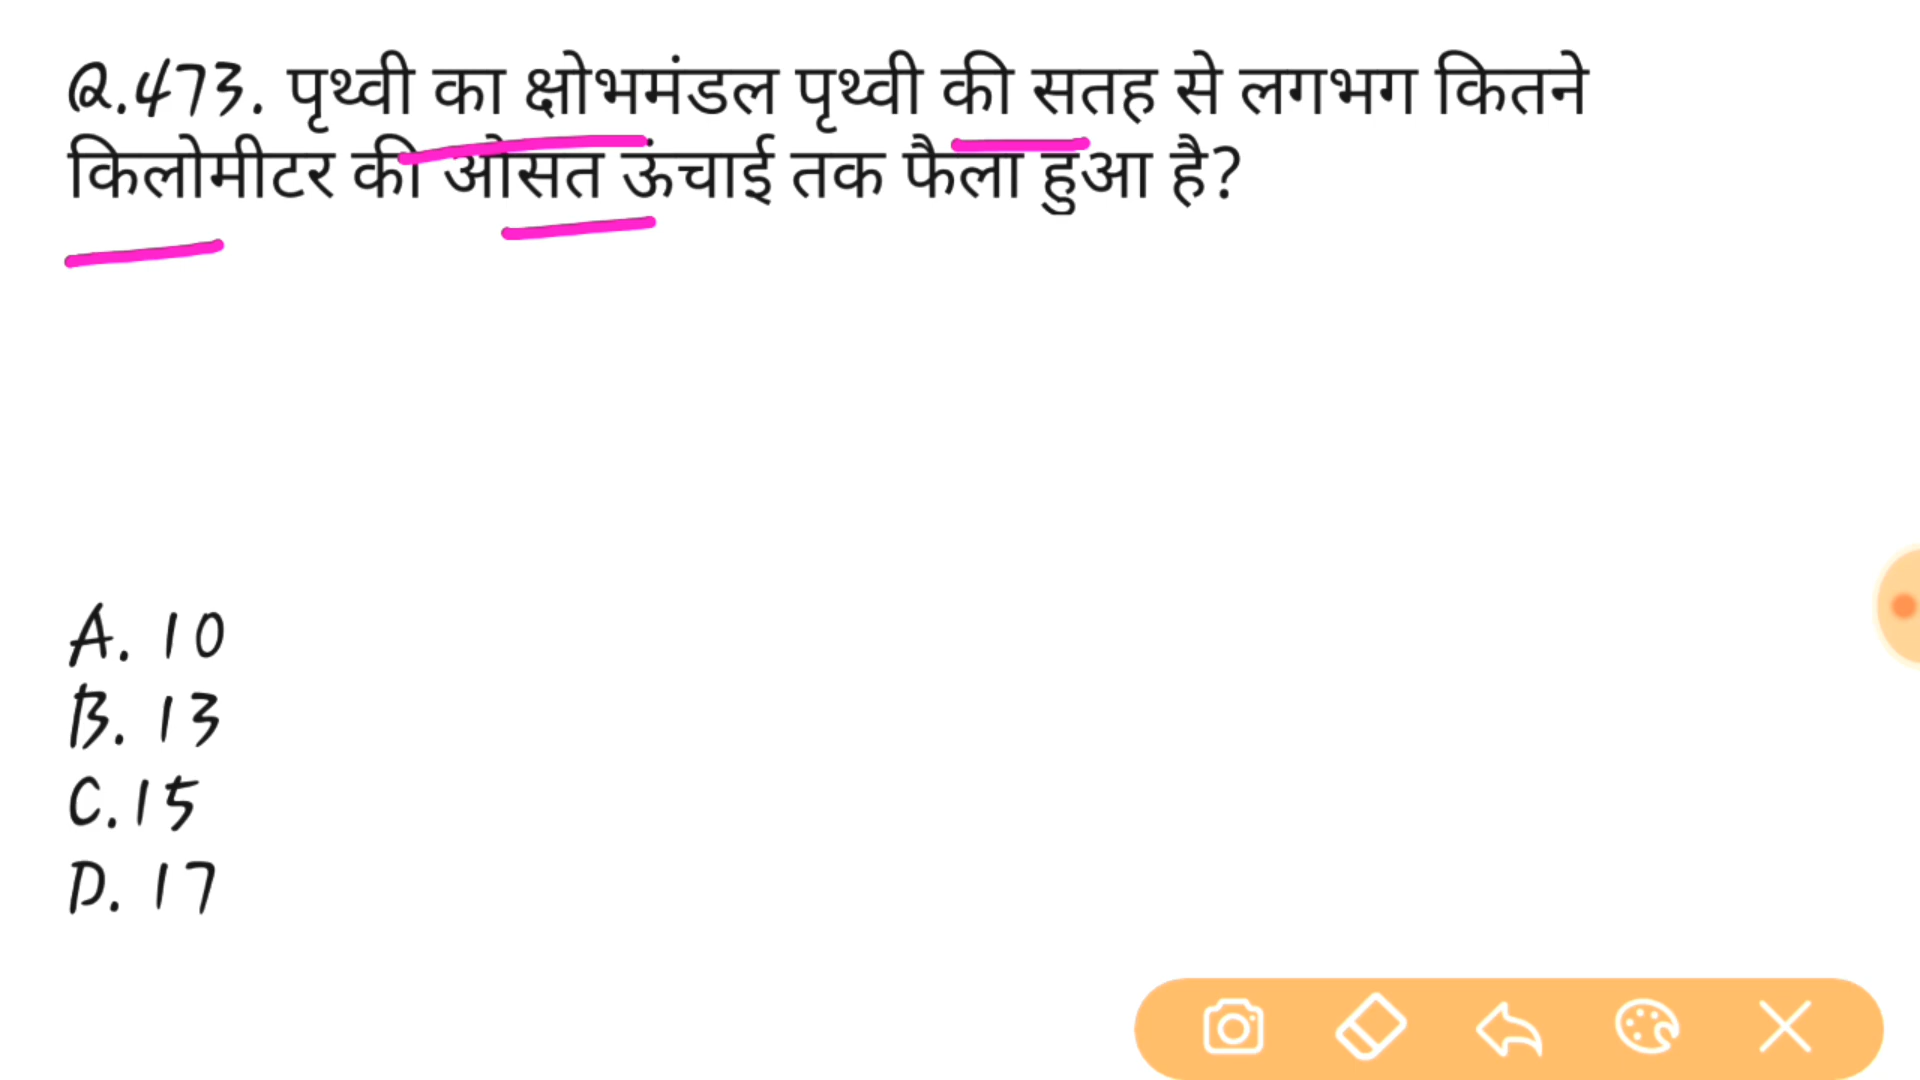 Q.473. पृथ्वी का क्षोभमंडल पृथ्वी की सतह से लगभग कितने
किलोमीटर की औसत ऊंचाई तक फैला हुआ है?
A. 10
B. 13
C.15
D. 17